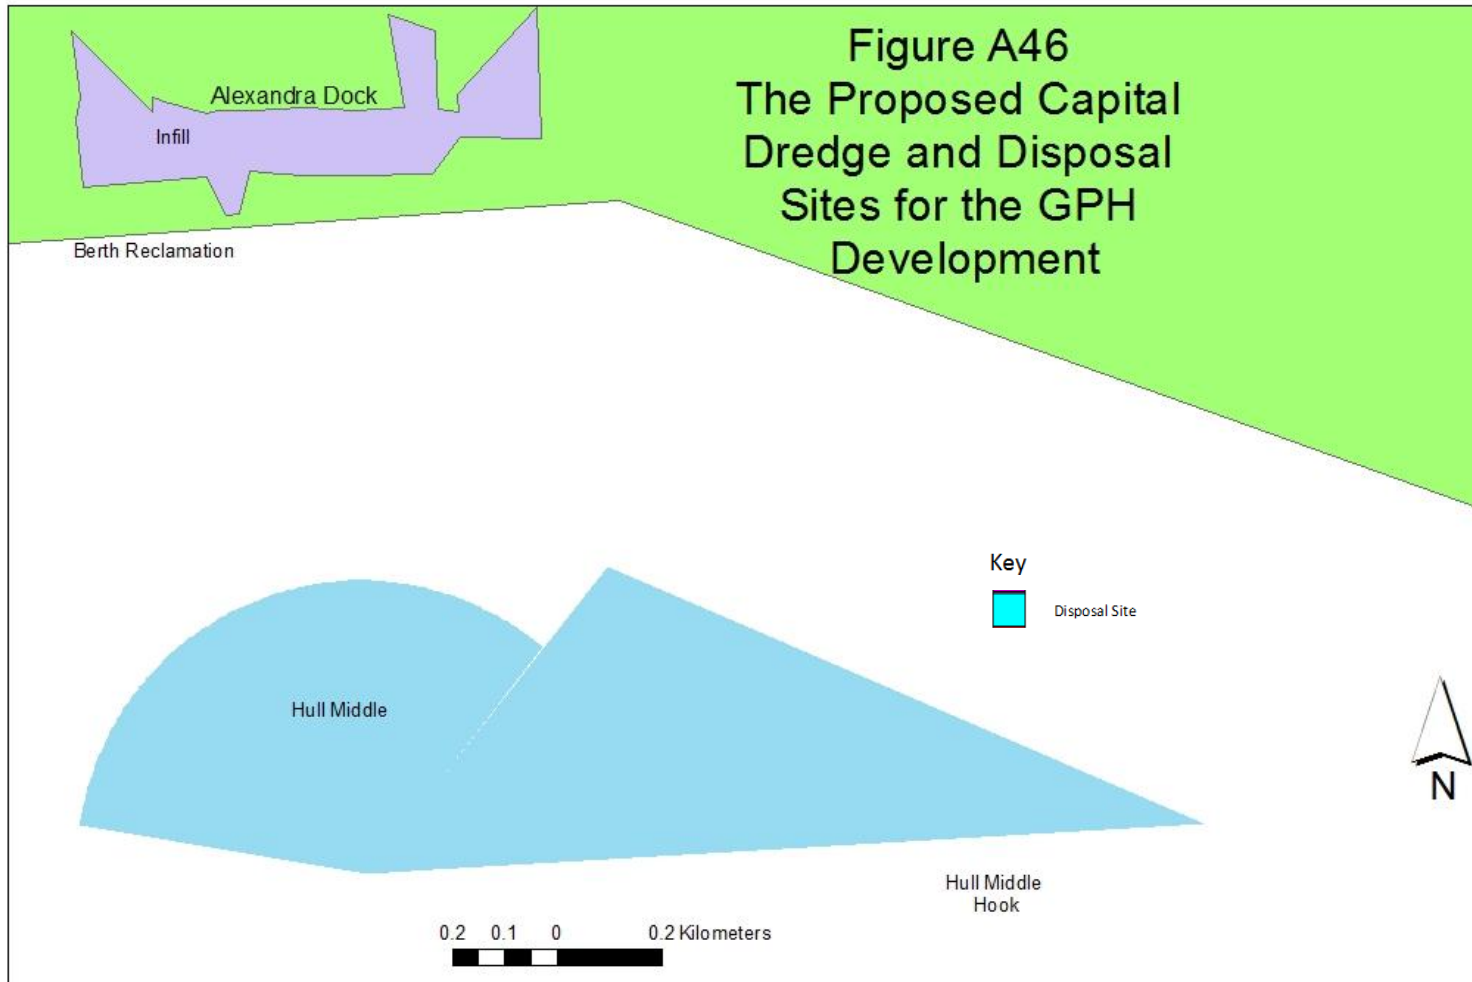 Figure A46
The Proposed Capital
Dredge and Disposal
Sites for the GPH
Development
Alexandra Dock
Infill
Berth Reclamation
Key
Disposal Site
Hull Middle
N
Hull Middle
Hook
0.2 0.1 0 0.2 Kilometers